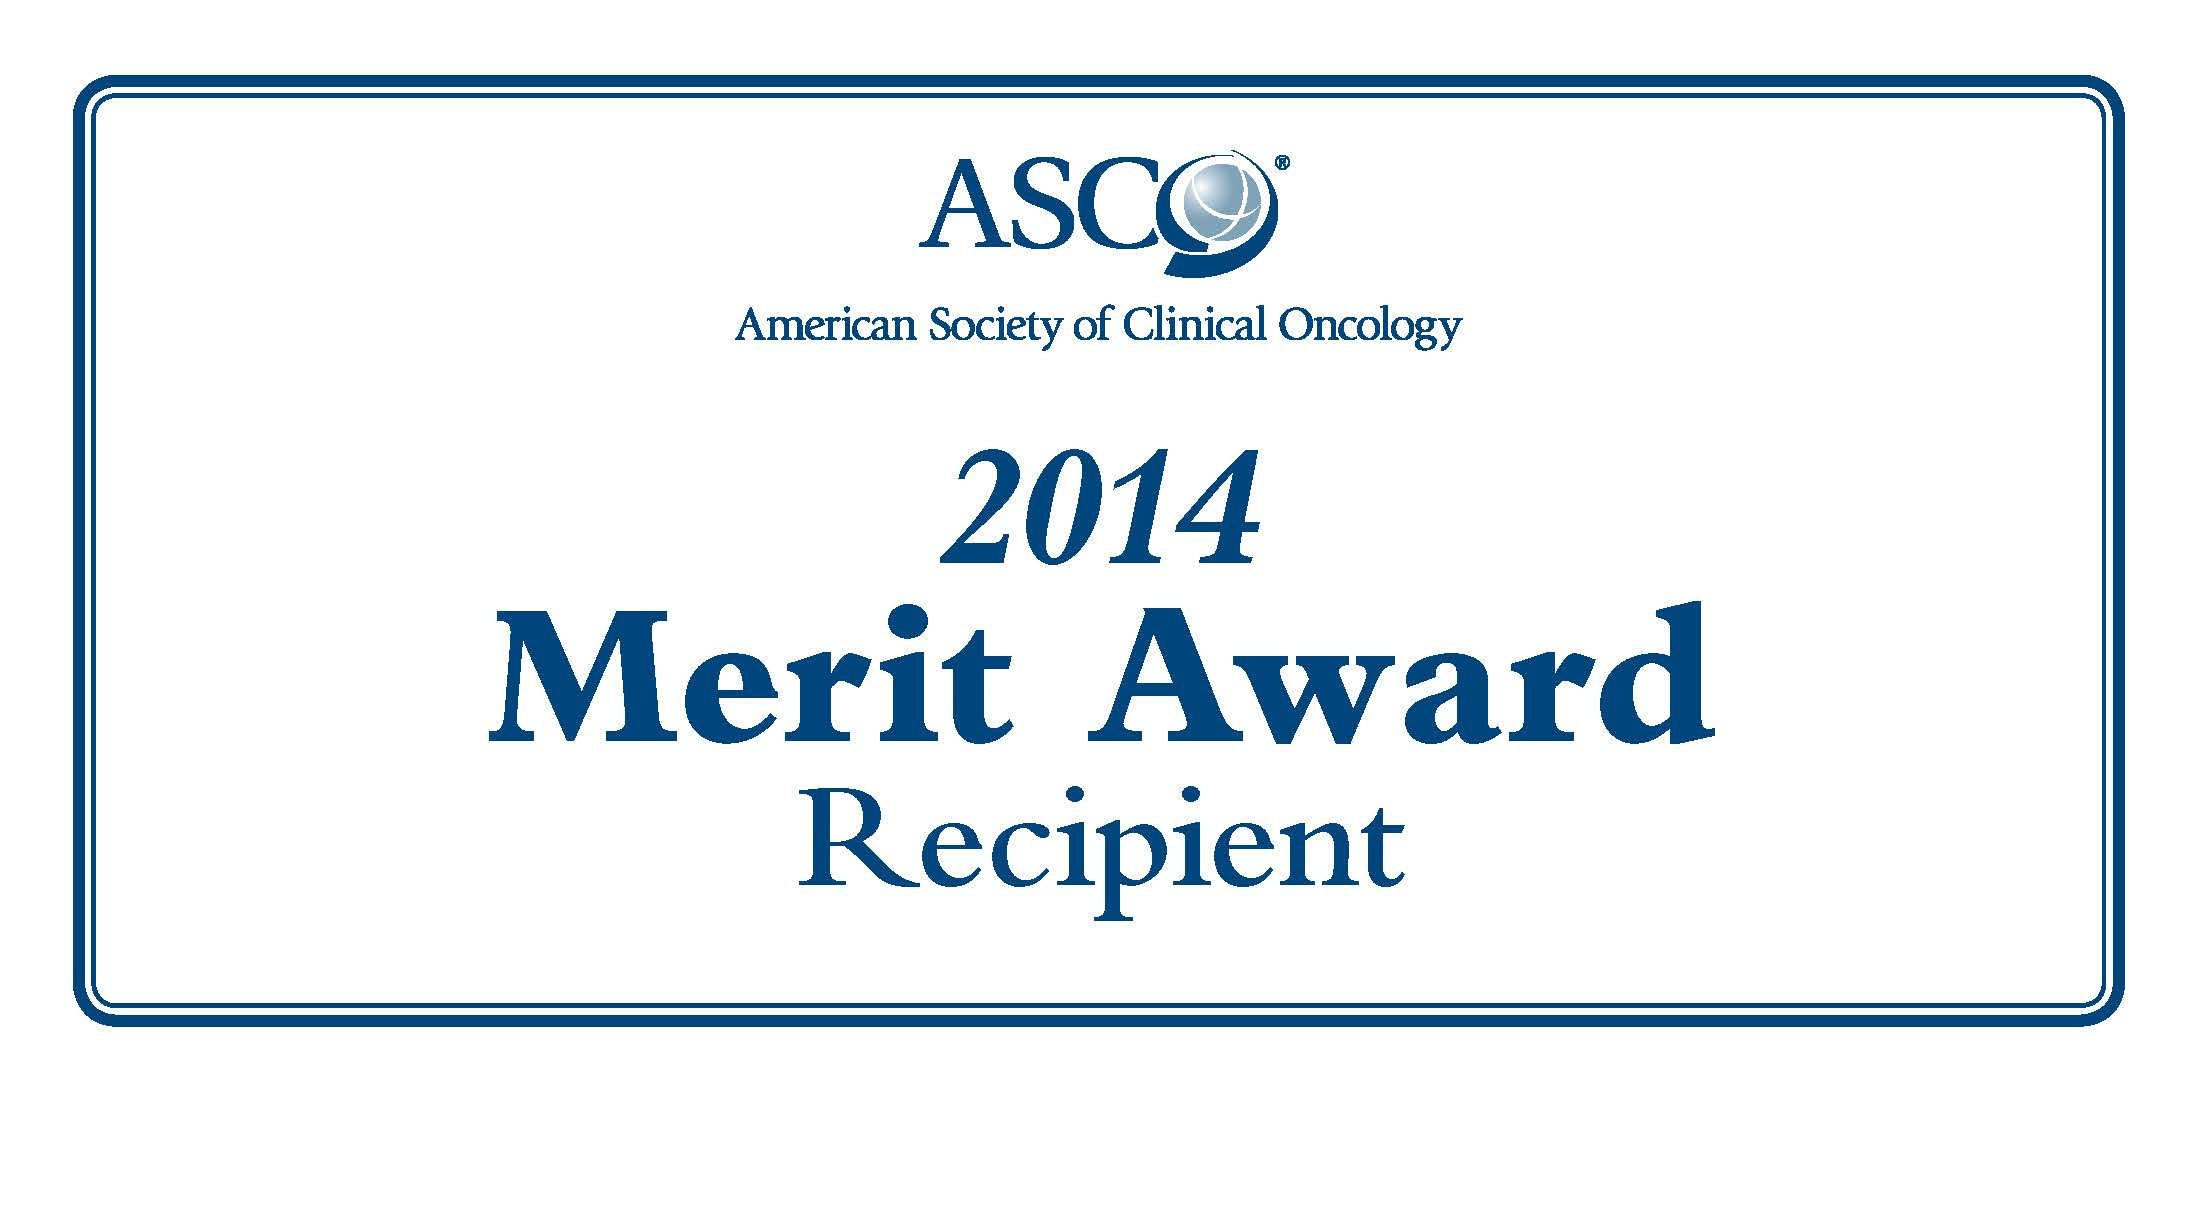 ASCO®
American Society of Clinical Oncology
2014
Merit Award
Recipient